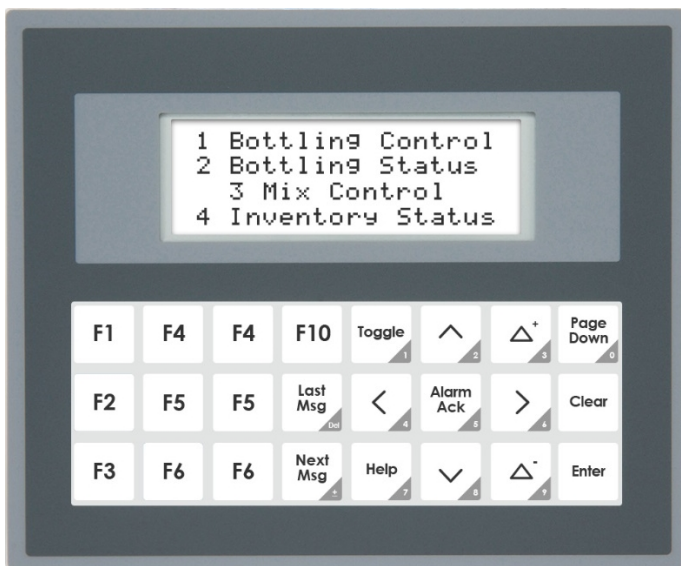 1 Bottling Control
2 Bottling Status
3 Mix Control
4 Inventory Status
F1 F4 F4 F10 Toggle 1 2 Δ+ 3 Page Down 0
F2 F5 F5 Last Msg Del < 4 Alarm Ack 5 > 6 Clear
F3 F6 F6 Next Msg ± Help 7 8 Δ- 9 Enter